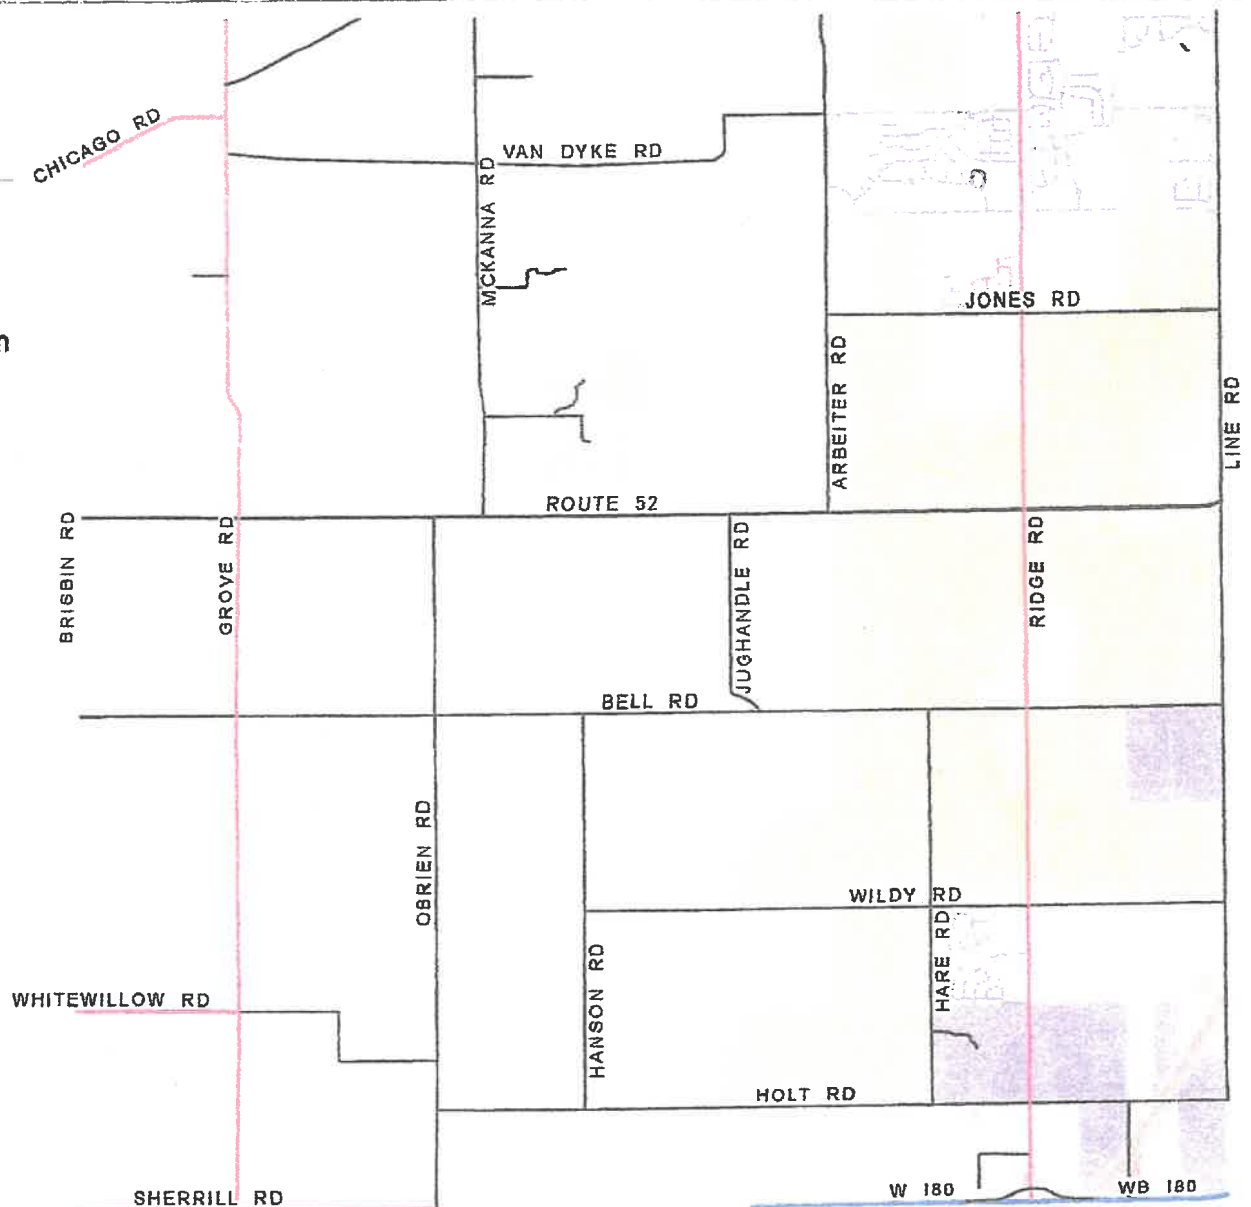 CHICAGO RD
VAN DYKE RD
MCKANNA RD
JONES RD
n
ARBEITER RD
LINE RD
ROUTE 52
BRISBIN RD
GROVE RD
JUGHANDLE RD
RIDGE RD
BELL RD
OBRIEN RD
WILDY RD
HARE RD
HANSON RD
WHITEWILLOW RD
HOLT RD
W I80
WB I80
SHERRILL RD